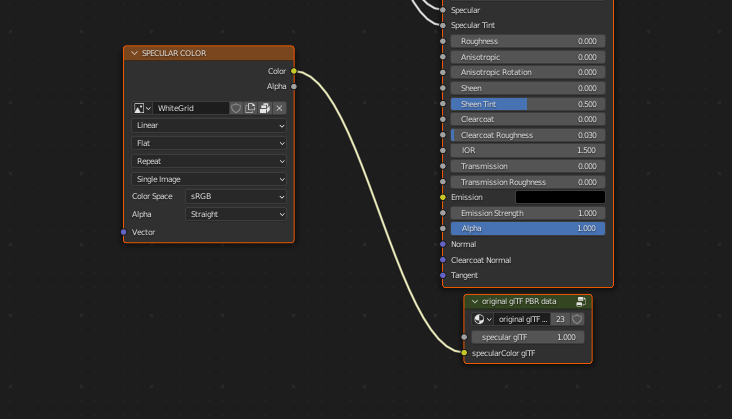 SPECULAR COLOR
Color
Alpha
WhiteGrid
Linear
Flat
Repeat
Single Image
Color Space sRGB
Alpha Straight
Vector
Specular
Specular Tint
Roughness 0.000
Anisotropic 0.000
Anisotropic Rotation 0.000
Sheen 0.000
Sheen Tint 0.500
Clearcoat 0.000
Clearcoat Roughness 0.030
IOR 1.500
Transmission 0.000
Transmission Roughness 0.000
Emission
Emission Strength 1.000
Alpha 1.000
Normal
Clearcoat Normal
Tangent
original glTF PBR data
original glTF ... 23
specular glTF 1.000
specularColor glTF